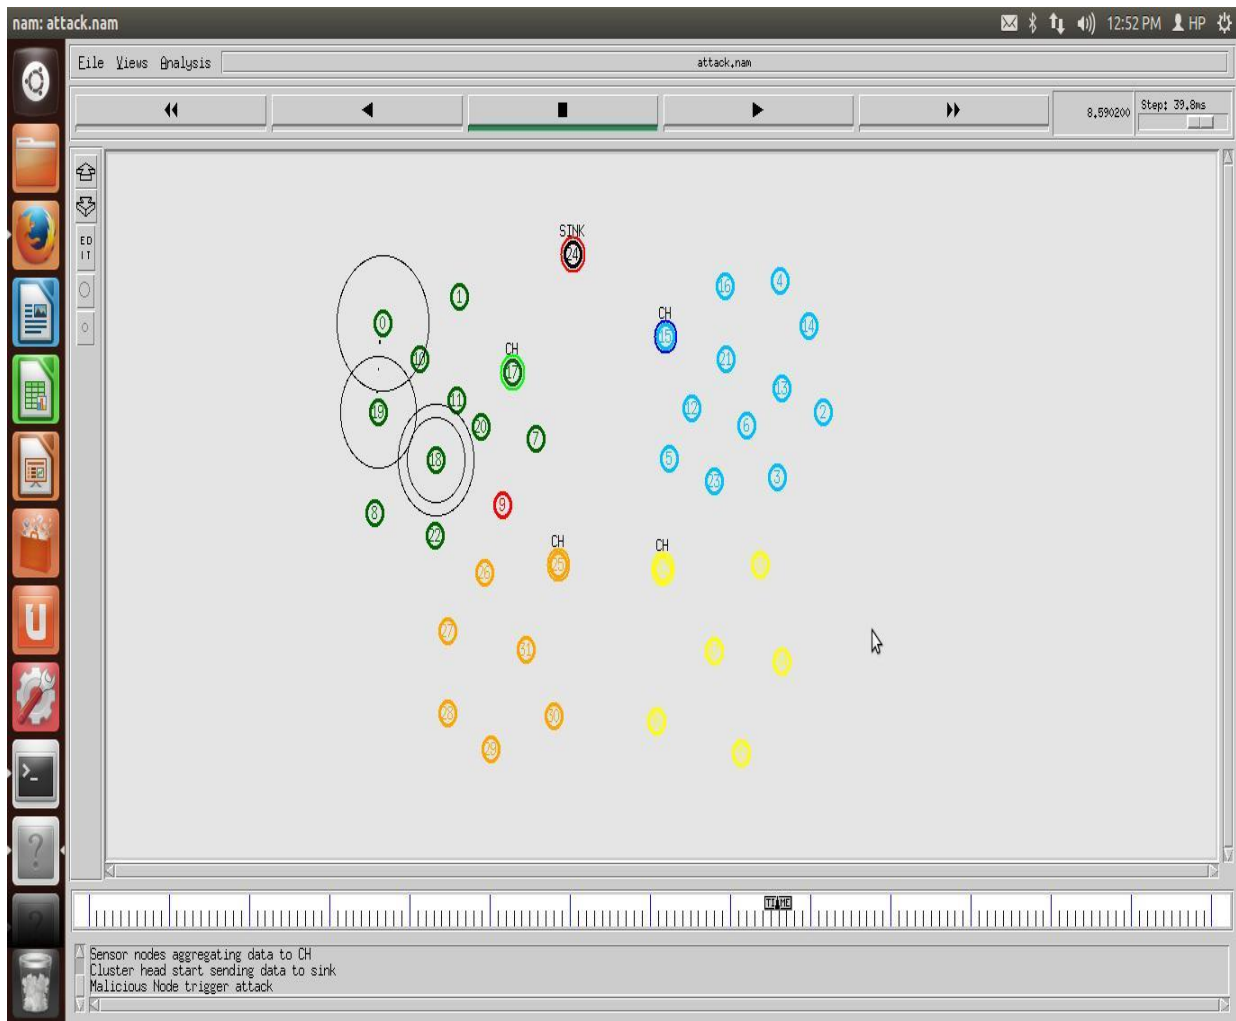 nam: attack.nam
12:52 PM HP
File Views Analysis
attack.nam
8.590200
Step: 39.8ms
ED
IT
SINK
24
16
4
1
CH
15
0
14
CH
10
21
17
13
11
12
19
2
20
6
7
18
5
23
3
9
8
22
CH
CH
25
26
27
31
28
30
29
TIME
Sensor nodes aggregating data to CH
Cluster head start sending data to sink
Malicious Node trigger attack